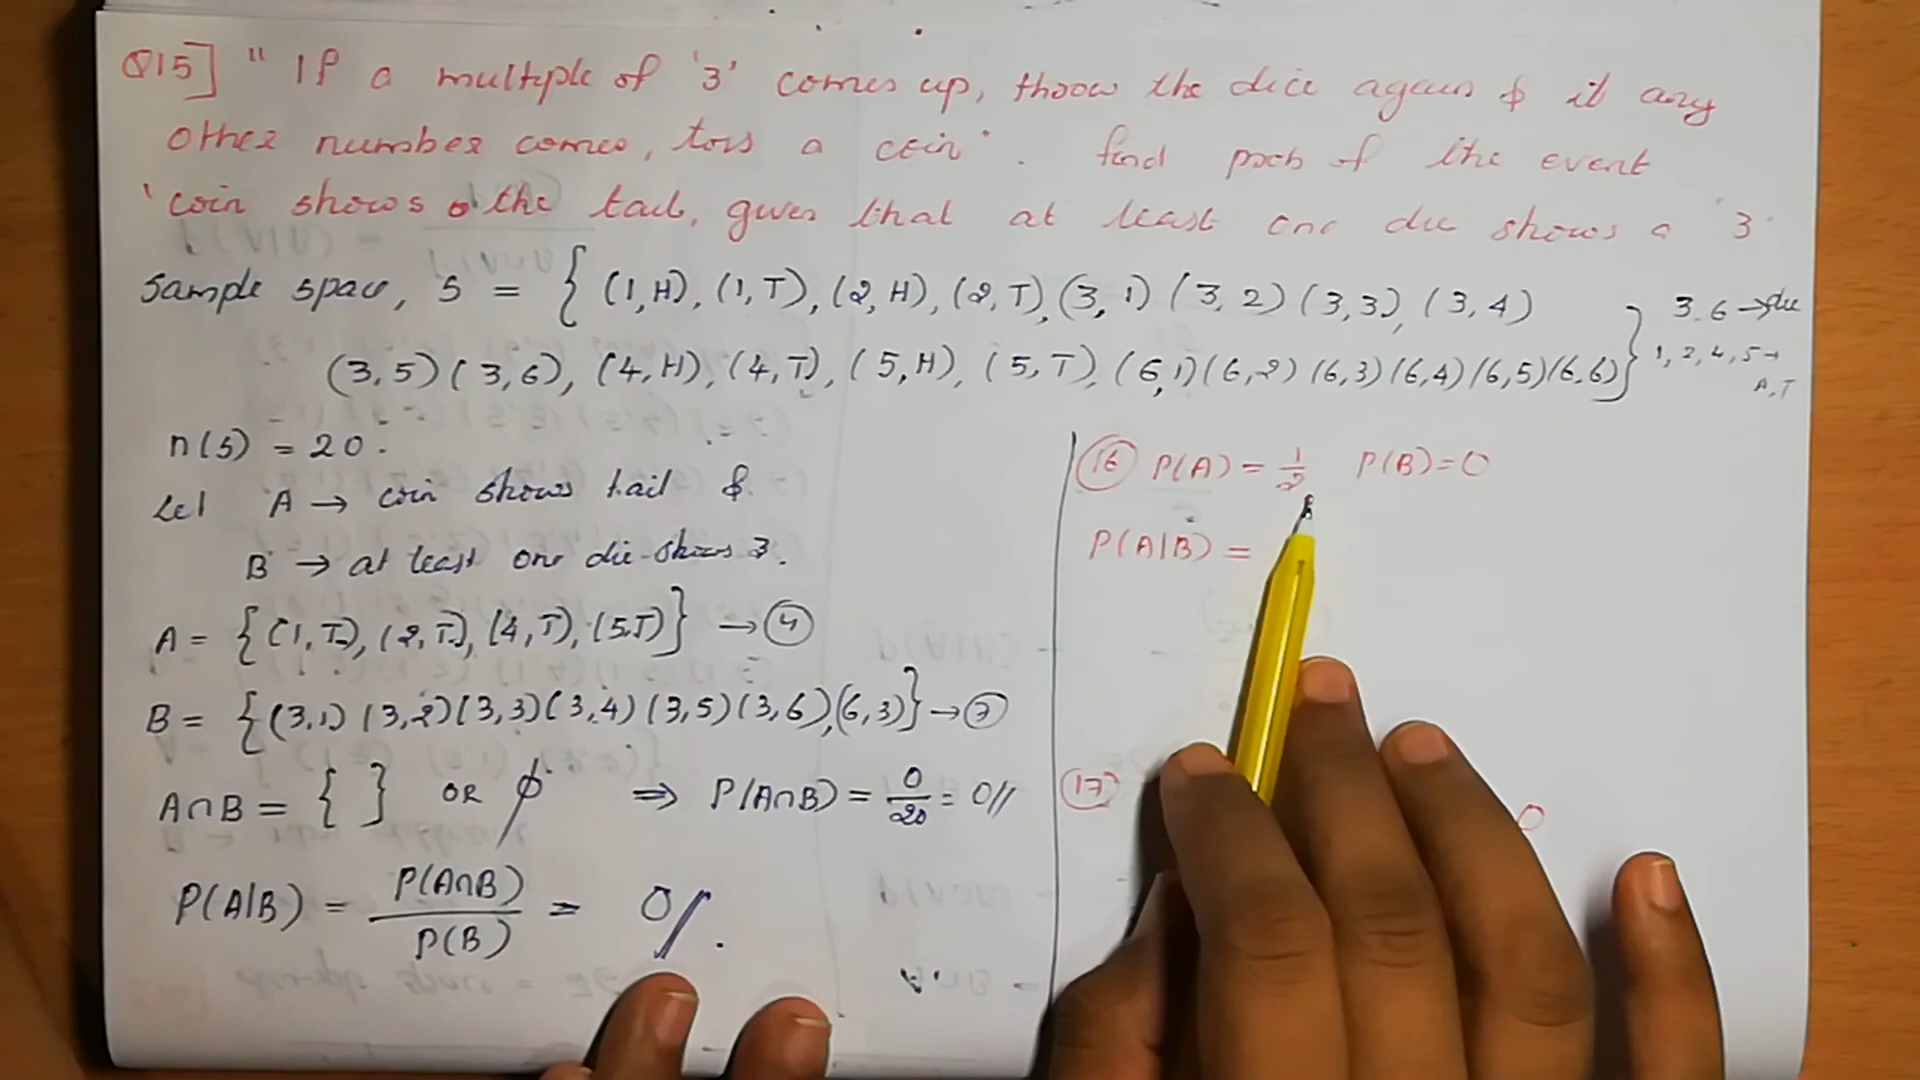 Q15] " If a multiple of '3' comes up, throw the dice again & if any
other number comes, toss a coin". find prob of the event
'coin shows the tail, given that at least one die shows a '3'
Sample space, S = { (1,H), (1,T), (2,H), (2,T), (3,1) (3,2) (3,3), (3,4)
(3,5) (3,6), (4,H), (4,T), (5,H), (5,T), (6,1) (6,2) (6,3) (6,4) (6,5) (6,6) }
3, 6 → die
1, 2, 4, 5 →
n(S) = 20.
Let A → coin shows tail &
B → at least one die shows 3.
A = { (1,T), (2,T), (4,T), (5,T) } → 4
B = { (3,1) (3,2) (3,3) (3,4) (3,5) (3,6), (6,3) } → 7
A∩B = { } OR ϕ ⇒ P(A∩B) = 0/20 = 0//
P(A|B) = P(A∩B)/P(B) = 0//.
16 P(A) = 1/2 P(B) = 0
P(A|B) =
17
0